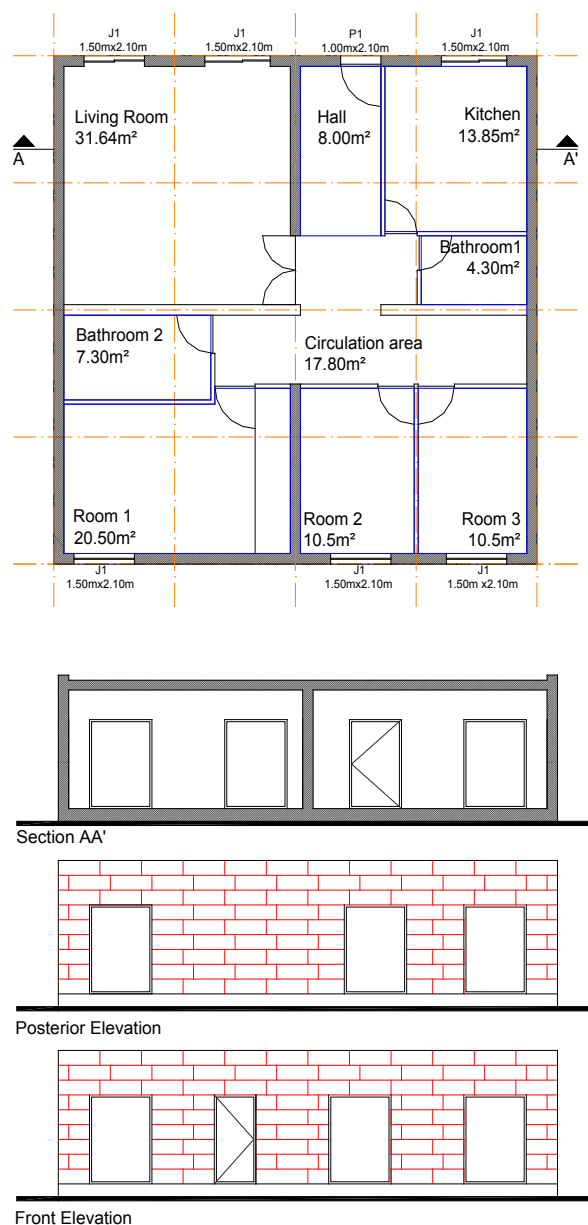 J1
1.50mx2.10m
J1
1.50mx2.10m
P1
1.00mx2.10m
J1
1.50mx2.10m
Living Room
31.64m²
Hall
8.00m²
Kitchen
13.85m²
A
A'
Bathroom1
4.30m²
Bathroom 2
7.30m²
Circulation area
17.80m²
Room 1
20.50m²
Room 2
10.5m²
Room 3
10.5m²
J1
1.50mx2.10m
J1
1.50mx2.10m
J1
1.50m x2.10m
Section AA'
Posterior Elevation
Front Elevation